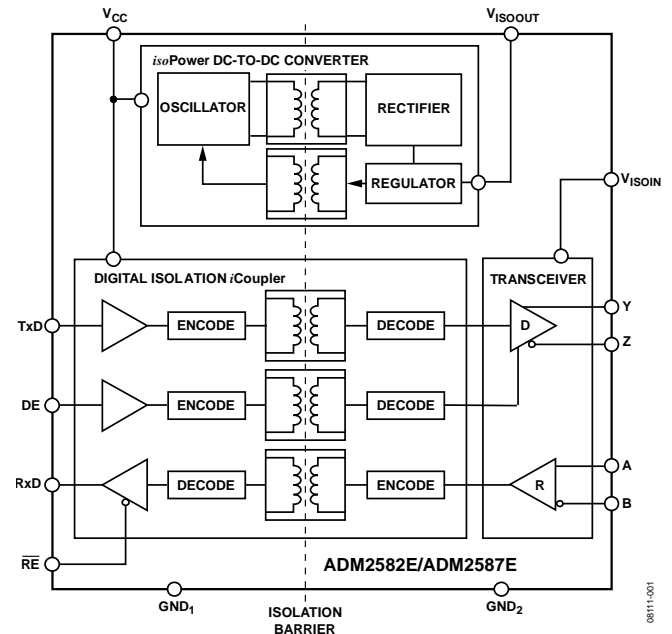 VCC
VISOOUT
isoPower DC-TO-DC CONVERTER
OSCILLATOR
RECTIFIER
REGULATOR
VISOIN
DIGITAL ISOLATION iCoupler
TRANSCEIVER
TxD
ENCODE
DECODE
D
Y
Z
DE
ENCODE
DECODE
RxD
DECODE
ENCODE
R
A
B
RE
ADM2582E/ADM2587E
GND1
ISOLATION
BARRIER
GND2
08111-001